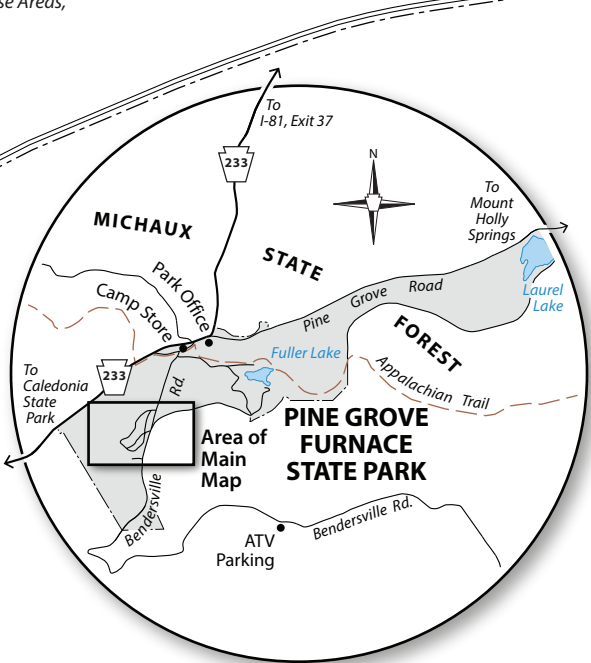 se Areas,
To
I-81, Exit 37
233
N
To
Mount
Holly
Springs
MICHAUX
STATE
FOREST
Park Office
Camp Store
Pine Grove Road
Laurel
Lake
Fuller Lake
To
Caledonia
State
Park
233
Rd.
Appalachian Trail
Area of
Main
Map
PINE GROVE
FURNACE
STATE PARK
Bendersville
ATV
Parking
Bendersville Rd.